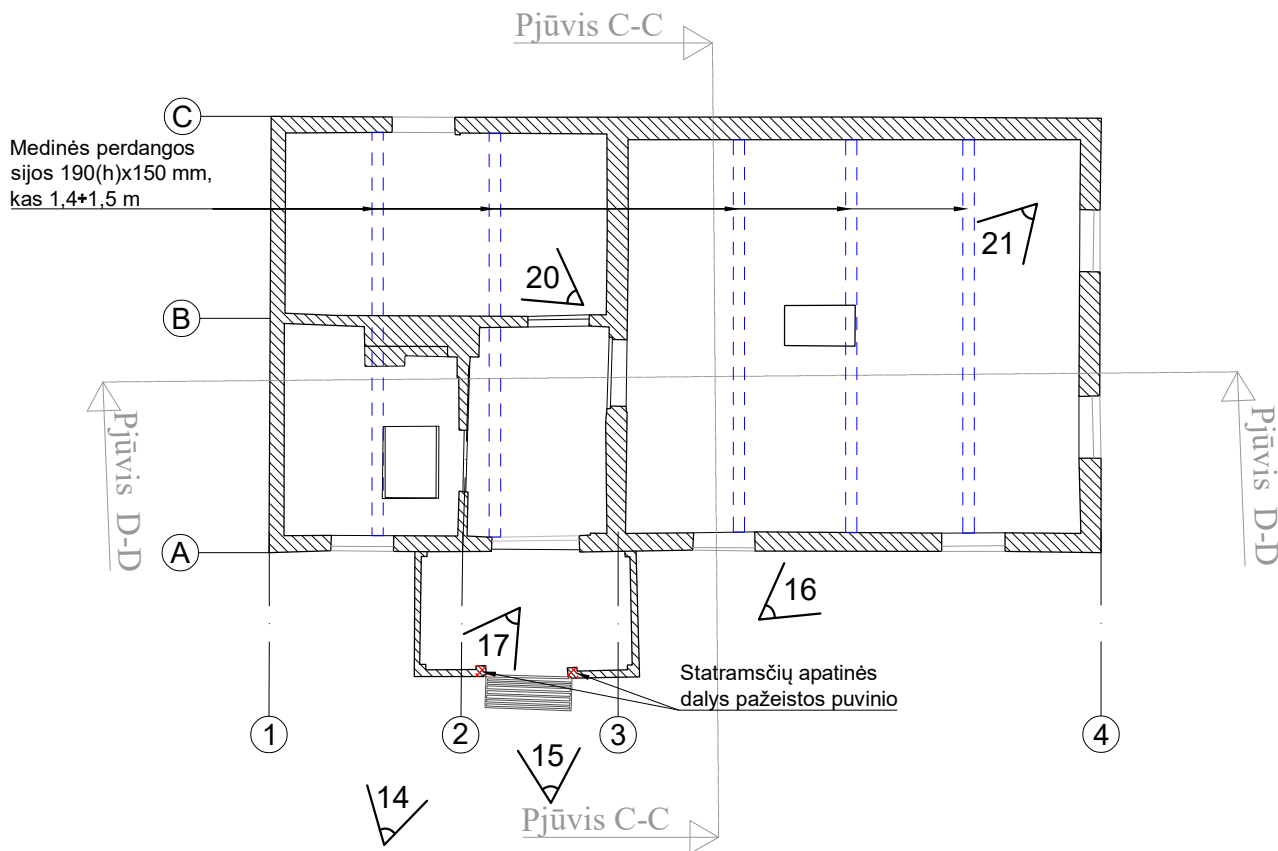 Pjūvis C-C
C
Medinės perdangos
sijos 190(h)x150 mm,
kas 1,4÷1,5 m
21
20
B
Pjūvis D-D
Pjūvis D-D
A
16
17
Statramsčių apatinės
dalys pažeistos puvinio
1
2
3
4
15
14
Pjūvis C-C